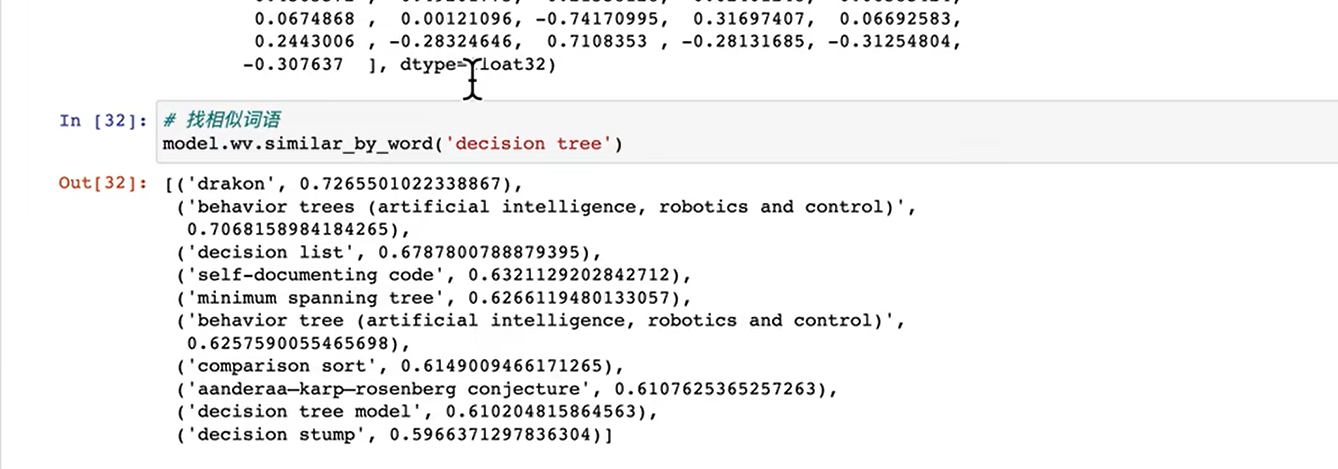 0.0674868 , 0.00121096, -0.74170995, 0.31697407, 0.06692583,
0.2443006 , -0.28324646, 0.7108353 , -0.28131685, -0.31254804,
-0.307637 ], dtype=float32)
In [32]: # 找相似词语
model.wv.similar_by_word('decision tree')
Out[32]: [('drakon', 0.7265501022338867),
('behavior trees (artificial intelligence, robotics and control)',
0.7068158984184265),
('decision list', 0.6787800788879395),
('self-documenting code', 0.6321129202842712),
('minimum spanning tree', 0.6266119480133057),
('behavior tree (artificial intelligence, robotics and control)',
0.6257590055465698),
('comparison sort', 0.6149009466171265),
('aanderaa–karp–rosenberg conjecture', 0.6107625365257263),
('decision tree model', 0.610204815864563),
('decision stump', 0.5966371297836304)]